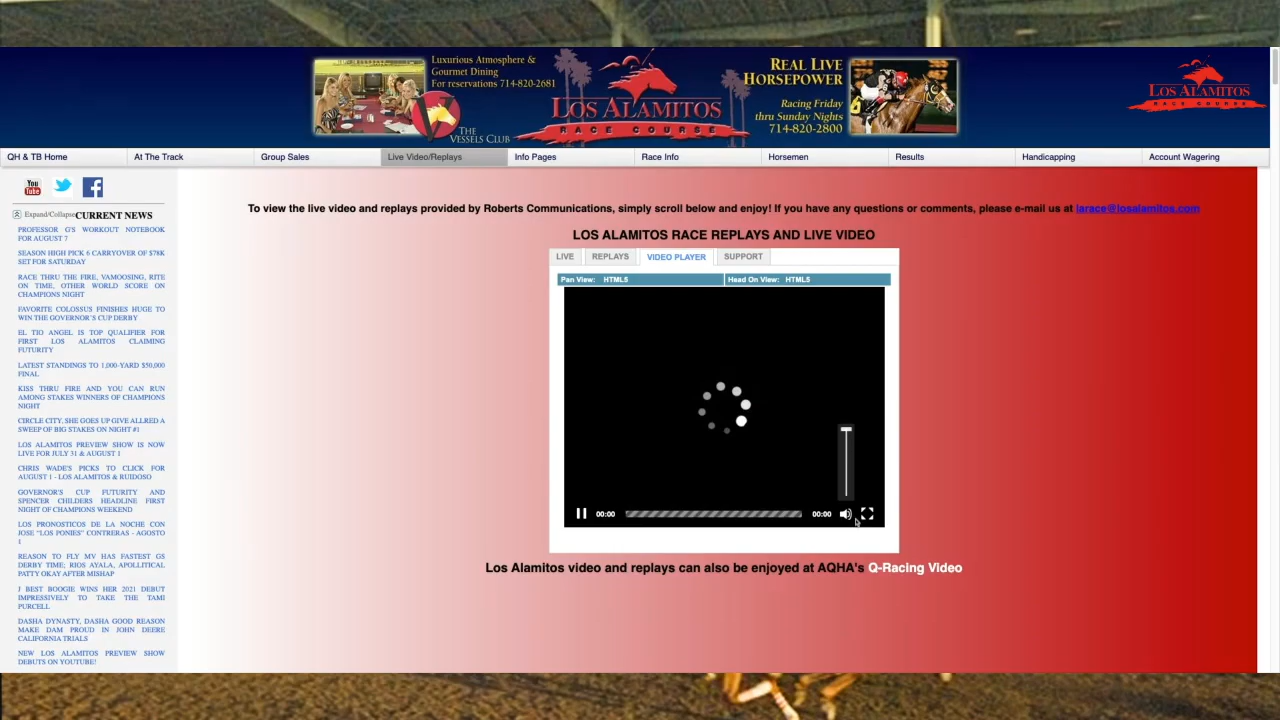 Luxurious Atmosphere &
Gourmet Dining
For reservations 714-820-2681
THE
VESSELS CLUB
LOS ALAMITOS
RACE COURSE
REAL LIVE
HORSEPOWER
Racing Friday
thru Sunday Nights
714-820-2800
LOS ALAMITOS
RACE COURSE
QH & TB Home
At The Track
Group Sales
Live Video/Replays
Info Pages
Race Info
Horsemen
Results
Handicapping
Account Wagering
You
Tube
Expand/Collapse
CURRENT NEWS
PROFESSOR G'S WORKOUT NOTEBOOK
FOR AUGUST 7
SEASON HIGH PICK 6 CARRYOVER OF $78K
SET FOR SATURDAY
RACE THRU THE FIRE, VAMOOSING, RITE
ON TIME, OTHER WORLD SCORE ON
CHAMPIONS NIGHT
FAVORITE COLOSSUS FINISHES HUGE TO
WIN THE GOVERNOR'S CUP DERBY
EL TIO ANGEL IS TOP QUALIFIER FOR
FIRST LOS ALAMITOS CLAIMING
FUTURITY
LATEST STANDINGS TO 1,000-YARD $50,000
FINAL
KISS THRU FIRE AND YOU CAN RUN
AMONG STAKES WINNERS OF CHAMPIONS
NIGHT
CIRCLE CITY, SHE GOES UP GIVE ALLRED A
SWEEP OF BIG STAKES ON NIGHT #1
LOS ALAMITOS PREVIEW SHOW IS NOW
LIVE FOR JULY 31 & AUGUST 1
CHRIS WADE'S PICKS TO CLICK FOR
AUGUST 1 - LOS ALAMITOS & RUIDOSO
GOVERNOR'S CUP FUTURITY AND
SPENCER CHILDERS HEADLINE FIRST
NIGHT OF CHAMPIONS WEEKEND
LOS PRONOSTICOS DE LA NOCHE CON
JOSE "LOS PONIES" CONTRERAS - AGOSTO
1
REASON TO FLY MV HAS FASTEST GS
DERBY TIME; RIOS AYALA, APOLLITICAL
PATTY OKAY AFTER MISHAP
J BEST BOOGIE WINS HER 2021 DEBUT
IMPRESSIVELY TO TAKE THE TAMI
PURCELL
DASHA DYNASTY, DASHA GOOD REASON
MAKE DAM PROUD IN JOHN DEERE
CALIFORNIA TRIALS
NEW LOS ALAMITOS PREVIEW SHOW
DEBUTS ON YOUTUBE!
To view the live video and replays provided by Roberts Communications, simply scroll below and enjoy! If you have any questions or comments, please e-mail us at larace@losalamitos.com
LOS ALAMITOS RACE REPLAYS AND LIVE VIDEO
LIVE
REPLAYS
VIDEO PLAYER
SUPPORT
Pan View: HTML5
Head On View: HTML5
00:00
00:00
Los Alamitos video and replays can also be enjoyed at AQHA's Q-Racing Video